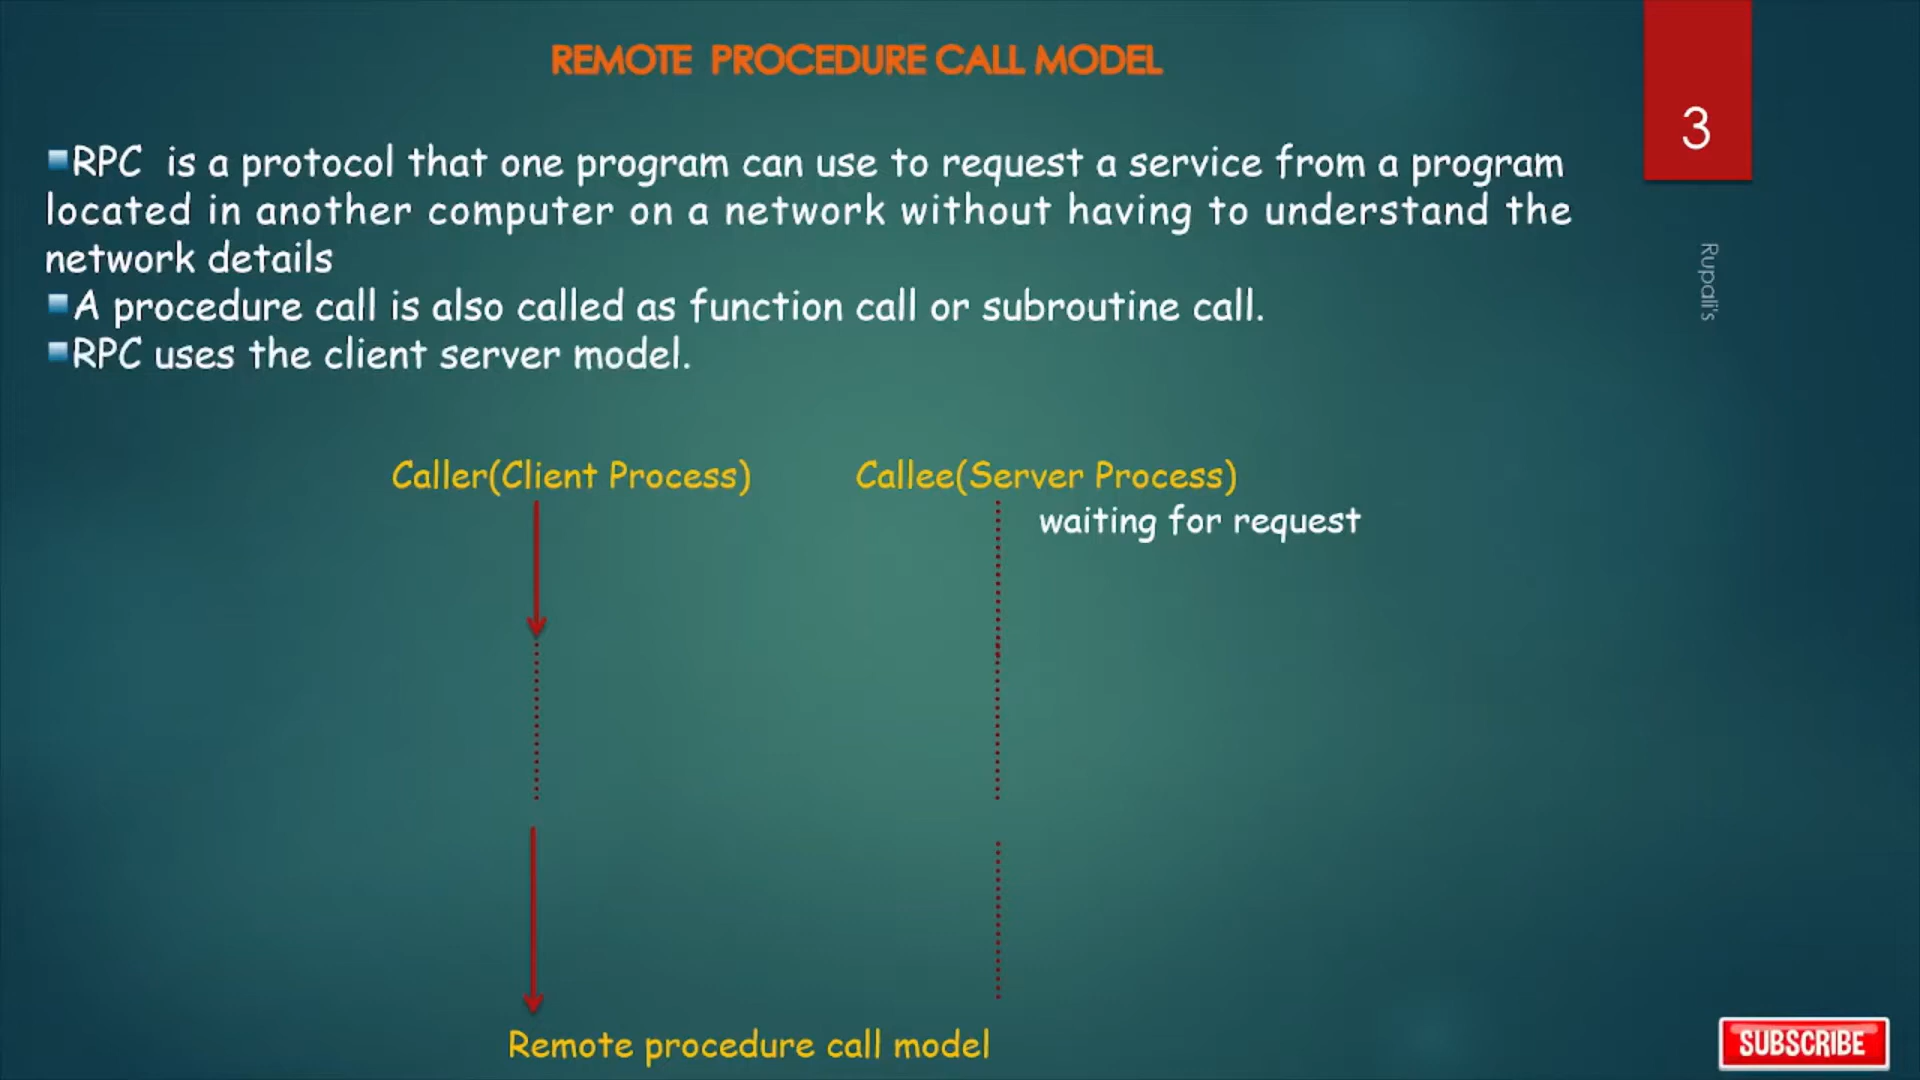 REMOTE PROCEDURE CALL MODEL
3
RPC is a protocol that one program can use to request a service from a program
located in another computer on a network without having to understand the
network details
A procedure call is also called as function call or subroutine call.
RPC uses the client server model.
Rupali's
Caller(Client Process) Callee(Server Process)
waiting for request
Remote procedure call model
SUBSCRIBE